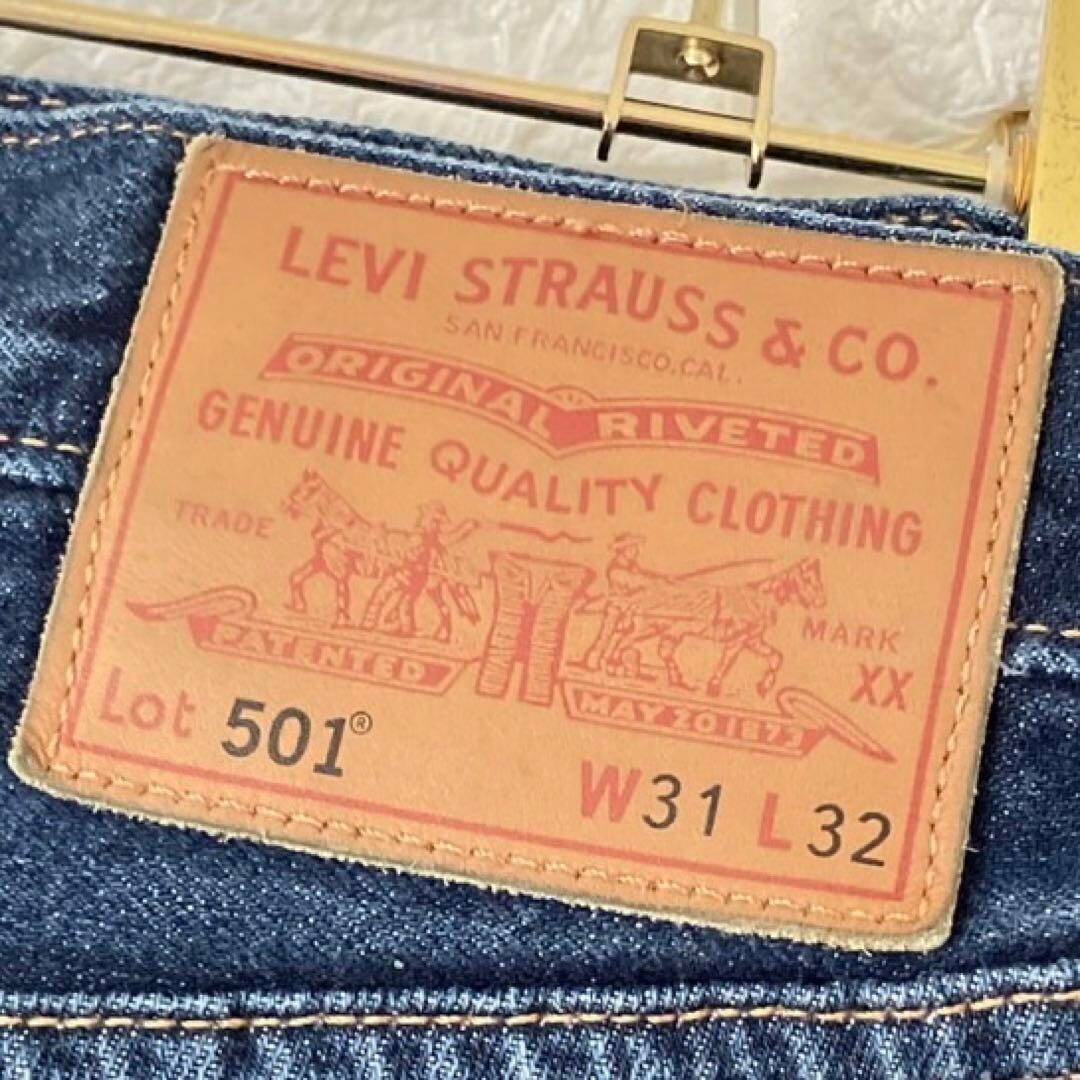 LEVI STRAUSS & CO.
SAN FRANCISCO, CAL.
ORIGINAL RIVETED
GENUINE QUALITY CLOTHING
TRADE MARK
XX
PATENTED MAY 20 1873
Lot 501®
W31 L32